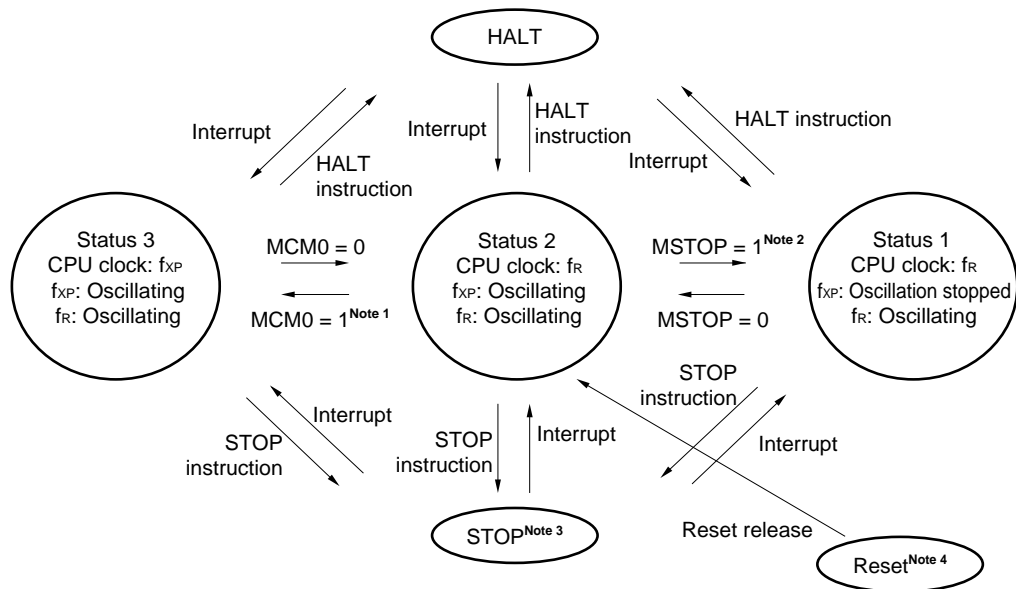 HALT
Interrupt
HALT
instruction
Interrupt
HALT
instruction
HALT instruction
Interrupt
Status 3
CPU clock: fXP
fXP: Oscillating
fR: Oscillating
MCM0 = 0
MCM0 = 1Note 1
Status 2
CPU clock: fR
fXP: Oscillating
fR: Oscillating
MSTOP = 1Note 2
MSTOP = 0
Status 1
CPU clock: fR
fXP: Oscillation stopped
fR: Oscillating
STOP
instruction
Interrupt
STOP
instruction
Interrupt
STOP
instruction
Interrupt
STOPNote 3
Reset release
ResetNote 4